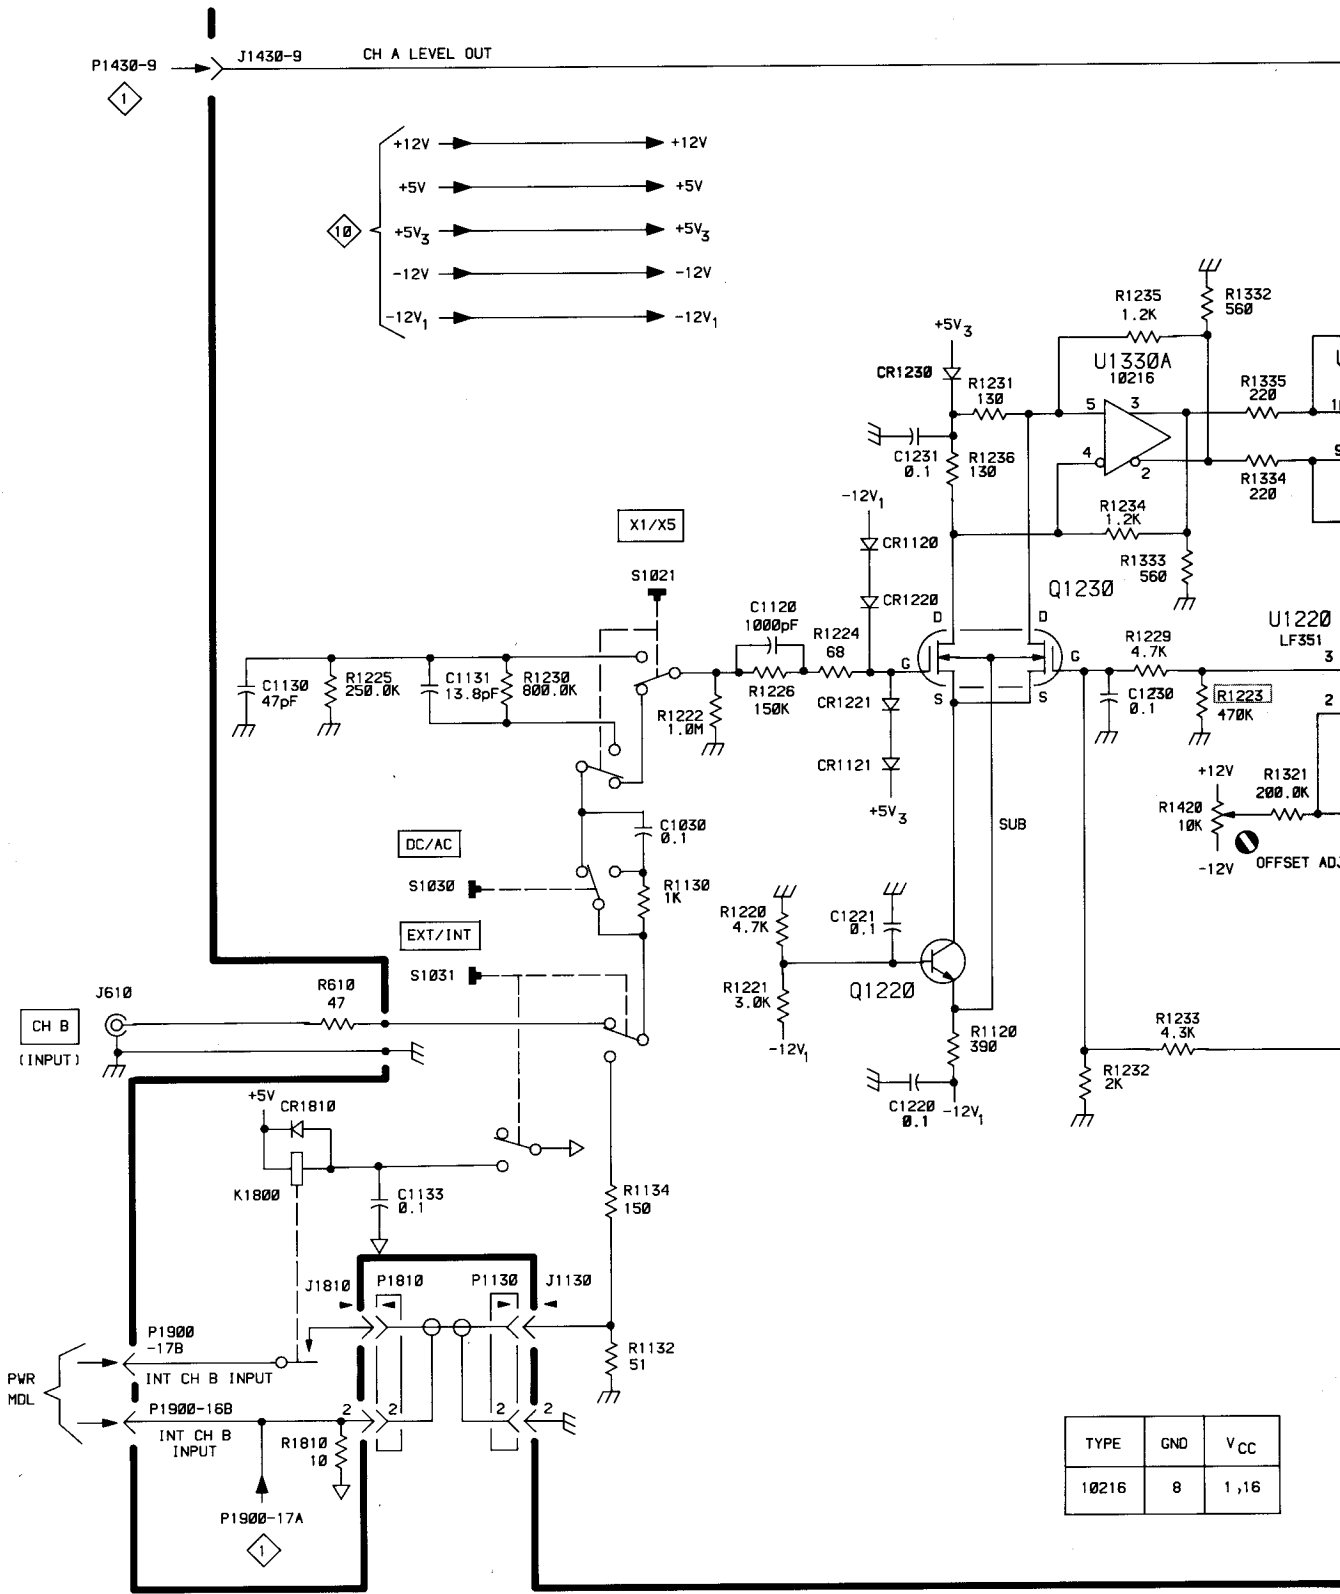 P1430-9
J1430-9
CH A LEVEL OUT
1
10
+12V
+12V
+5V
+5V
+5V3
+5V3
-12V
-12V
-12V1
-12V1
R1235
1.2K
R1332
560
+5V3
CR1230
R1231
130
U1330A
10216
R1335
220
5
3
4
2
C1231
0.1
R1236
130
R1334
220
9
-12V1
R1234
1.2K
X1/X5
CR1120
R1333
560
S1021
Q1230
CR1220
C1120
1000pF
R1224
68
D
D
U1220
LF351
R1229
4.7K
3
G
G
C1130
47pF
R1225
250.0K
C1131
13.8pF
R1230
800.0K
R1222
1.0M
R1226
150K
CR1221
S
S
C1230
0.1
R1223
470K
2
CR1121
+5V3
+12V
R1321
200.0K
R1420
10K
-12V
OFFSET ADJ
SUB
C1030
0.1
DC/AC
S1030
R1130
1K
R1220
4.7K
C1221
0.1
EXT/INT
S1031
R1221
3.0K
Q1220
J610
R610
47
CH B
(INPUT)
-12V1
R1120
390
R1233
4.3K
R1232
2K
+5V
CR1810
C1220
0.1
-12V1
K1800
C1133
0.1
R1134
150
J1810
P1810
P1130
J1130
P1900
-17B
INT CH B INPUT
R1132
51
PWR
MDL
P1900-16B
INT CH B
INPUT
2
2
2
2
R1810
10
P1900-17A
1
TYPE GND VCC
10216 8 1,16